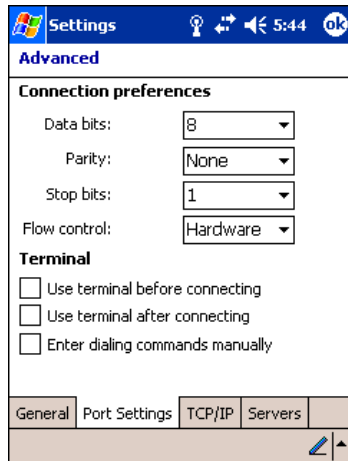 Settings 5:44 ok
Advanced
Connection preferences
Data bits: 8
Parity: None
Stop bits: 1
Flow control: Hardware
Terminal
Use terminal before connecting
Use terminal after connecting
Enter dialing commands manually
General Port Settings TCP/IP Servers